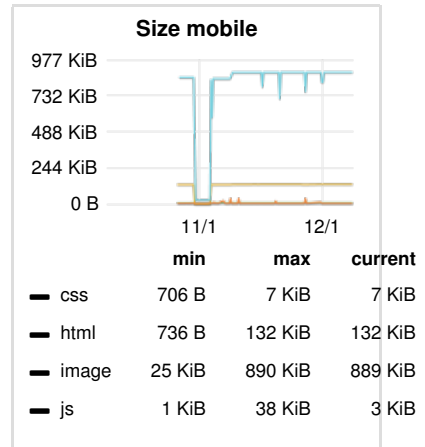 Size mobile
977 KiB
732 KiB
488 KiB
244 KiB
0 B
11/1 12/1
min max current
css 706 B 7 KiB 7 KiB
html 736 B 132 KiB 132 KiB
image 25 KiB 890 KiB 889 KiB
js 1 KiB 38 KiB 3 KiB